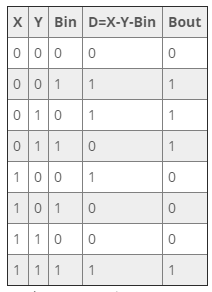 X Y Bin D=X-Y-Bin Bout
0 0 0 0 0
0 0 1 1 1
0 1 0 1 1
0 1 1 0 1
1 0 0 1 0
1 0 1 0 0
1 1 0 0 0
1 1 1 1 1